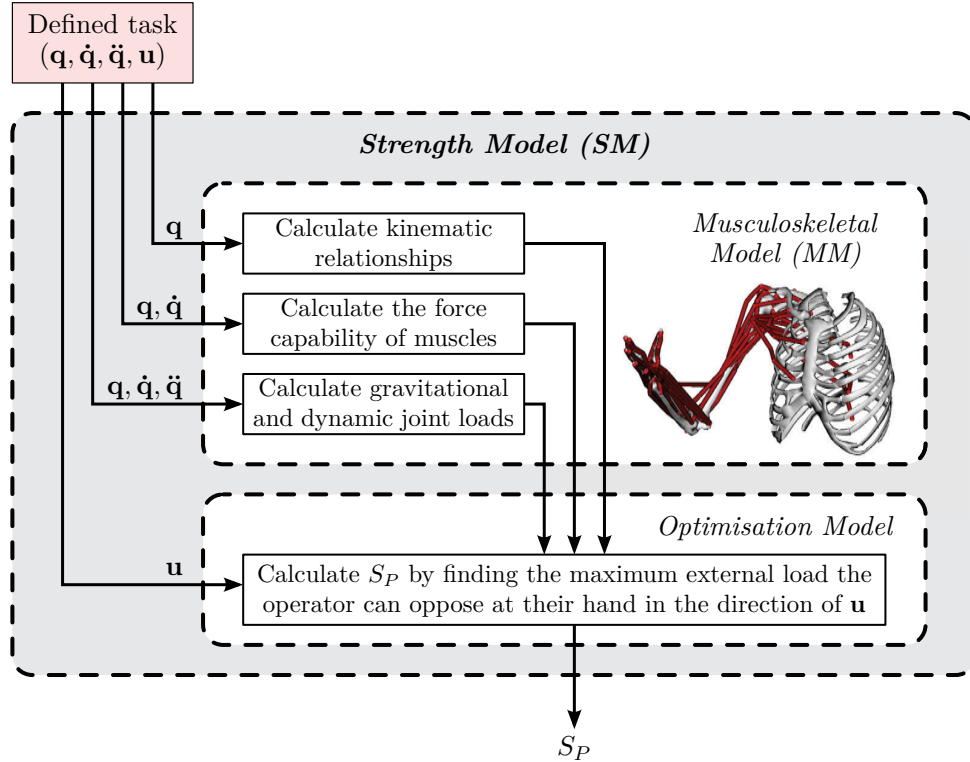 Defined task
(q, q̇, q̈, u)
Strength Model (SM)
Musculoskeletal
Model (MM)
q
Calculate kinematic
relationships
q, q̇
Calculate the force
capability of muscles
q, q̇, q̈
Calculate gravitational
and dynamic joint loads
Optimisation Model
u
Calculate S_P by finding the maximum external load the
operator can oppose at their hand in the direction of u
S_P